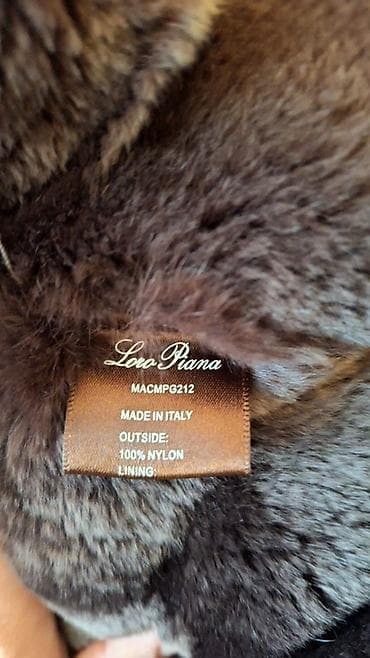 Loro Piana
MACMPG212
MADE IN ITALY
OUTSIDE:
100% NYLON
LINING: